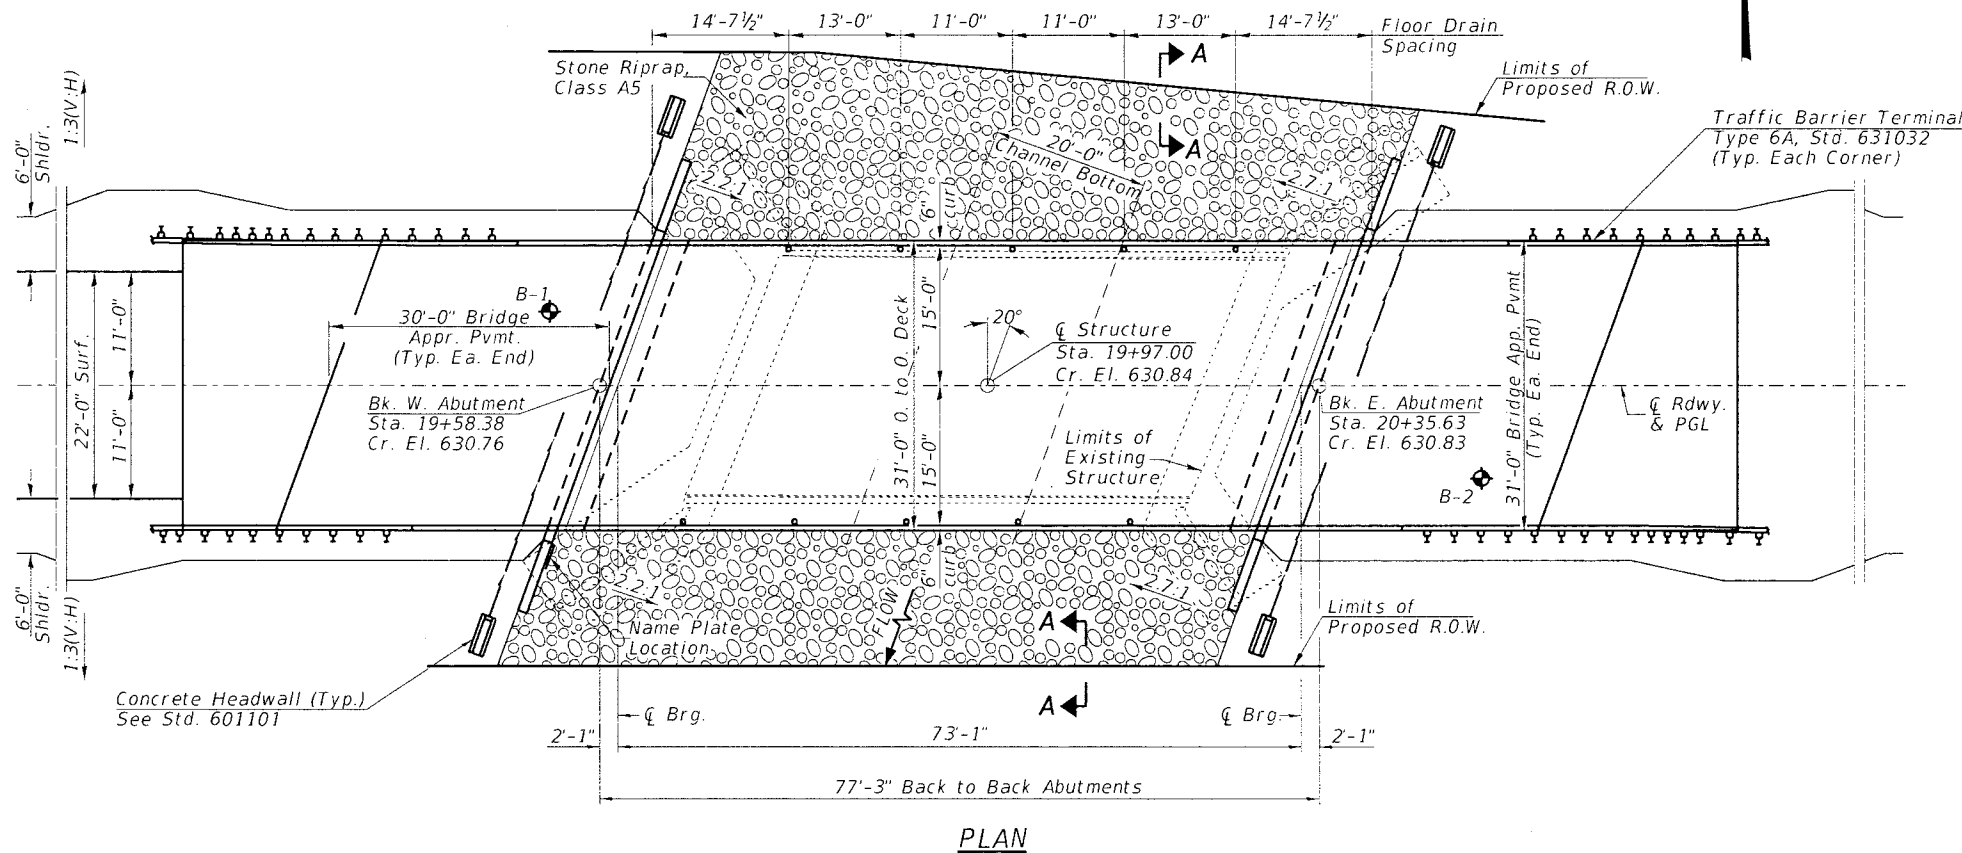 14'-7½" 13'-0" 11'-0" 11'-0" 13'-0" 14'-7½"
Floor Drain
Spacing
A
Stone Riprap,
Class A5
Limits of
Proposed R.O.W.
1:3(V:H)
6'-0"
Shldr.
A
20'-0"
Channel Bottom
Traffic Barrier Terminal
Type 6A, Std. 631032
(Typ. Each Corner)
2.2:1
2.7:1
6"
curb
B-1
30'-0" Bridge
Appr. Pvmt.
(Typ. Ea. End)
22'-0" Surf.
11'-0"
11'-0"
31'-0" O. to O. Deck
15'-0"
15'-0"
20°
℄ Structure
Sta. 19+97.00
Cr. El. 630.84
31'-0" Bridge App. Pvmt
(Typ. Ea. End)
Bk. W. Abutment
Sta. 19+58.38
Cr. El. 630.76
Bk. E. Abutment
Sta. 20+35.63
Cr. El. 630.83
℄ Rdwy.
& PGL
Limits of
Existing
Structure
B-2
6'-0"
Shldr.
1:3(V:H)
2.2:1
2.7:1
6"
curb
FLOW
Name Plate
Location
A
Limits of
Proposed R.O.W.
Concrete Headwall (Typ.)
See Std. 601101
A
℄ Brg.
℄ Brg.
2'-1" 73'-1" 2'-1"
77'-3" Back to Back Abutments
PLAN